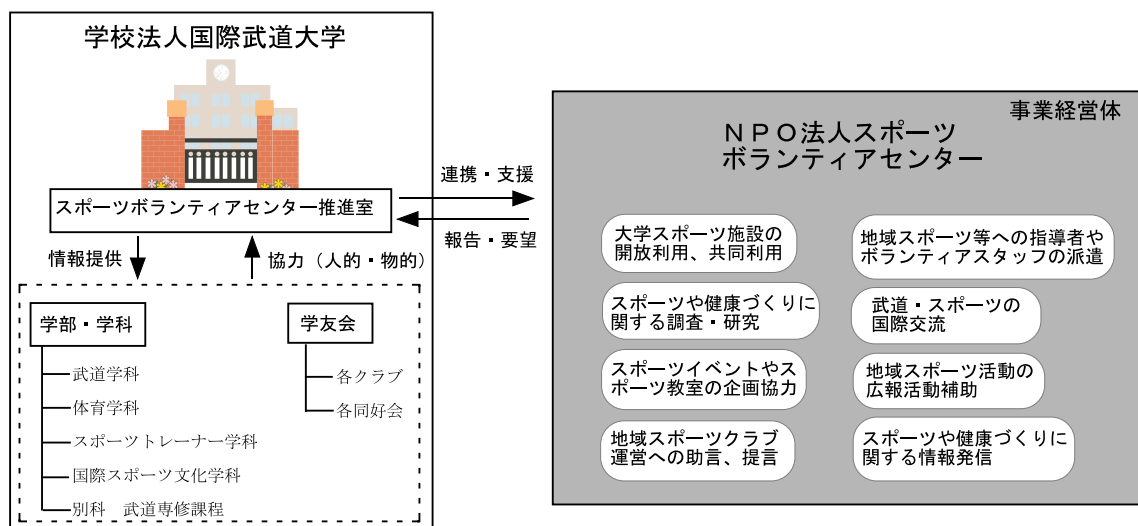 学校法人国際武道大学
スポーツボランティアセンター推進室
情報提供
協力（人的・物的）
学部・学科
武道学科
体育学科
スポーツトレーナー学科
国際スポーツ文化学科
別科　武道専修課程
学友会
各クラブ
各同好会
連携・支援
報告・要望
事業経営体
ＮＰＯ法人スポーツ
ボランティアセンター
大学スポーツ施設の
開放利用、共同利用
地域スポーツ等への指導者や
ボランティアスタッフの派遣
スポーツや健康づくりに
関する調査・研究
武道・スポーツの
国際交流
スポーツイベントやス
ポーツ教室の企画協力
地域スポーツ活動の
広報活動補助
地域スポーツクラブ
運営への助言、提言
スポーツや健康づくりに
関する情報発信